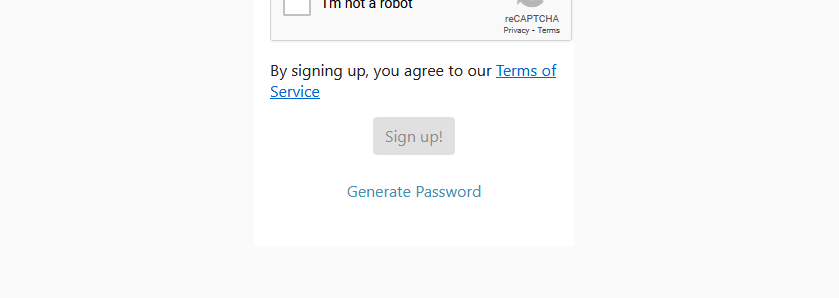 I'm not a robot
reCAPTCHA
Privacy - Terms
By signing up, you agree to our Terms of
Service
Sign up!
Generate Password